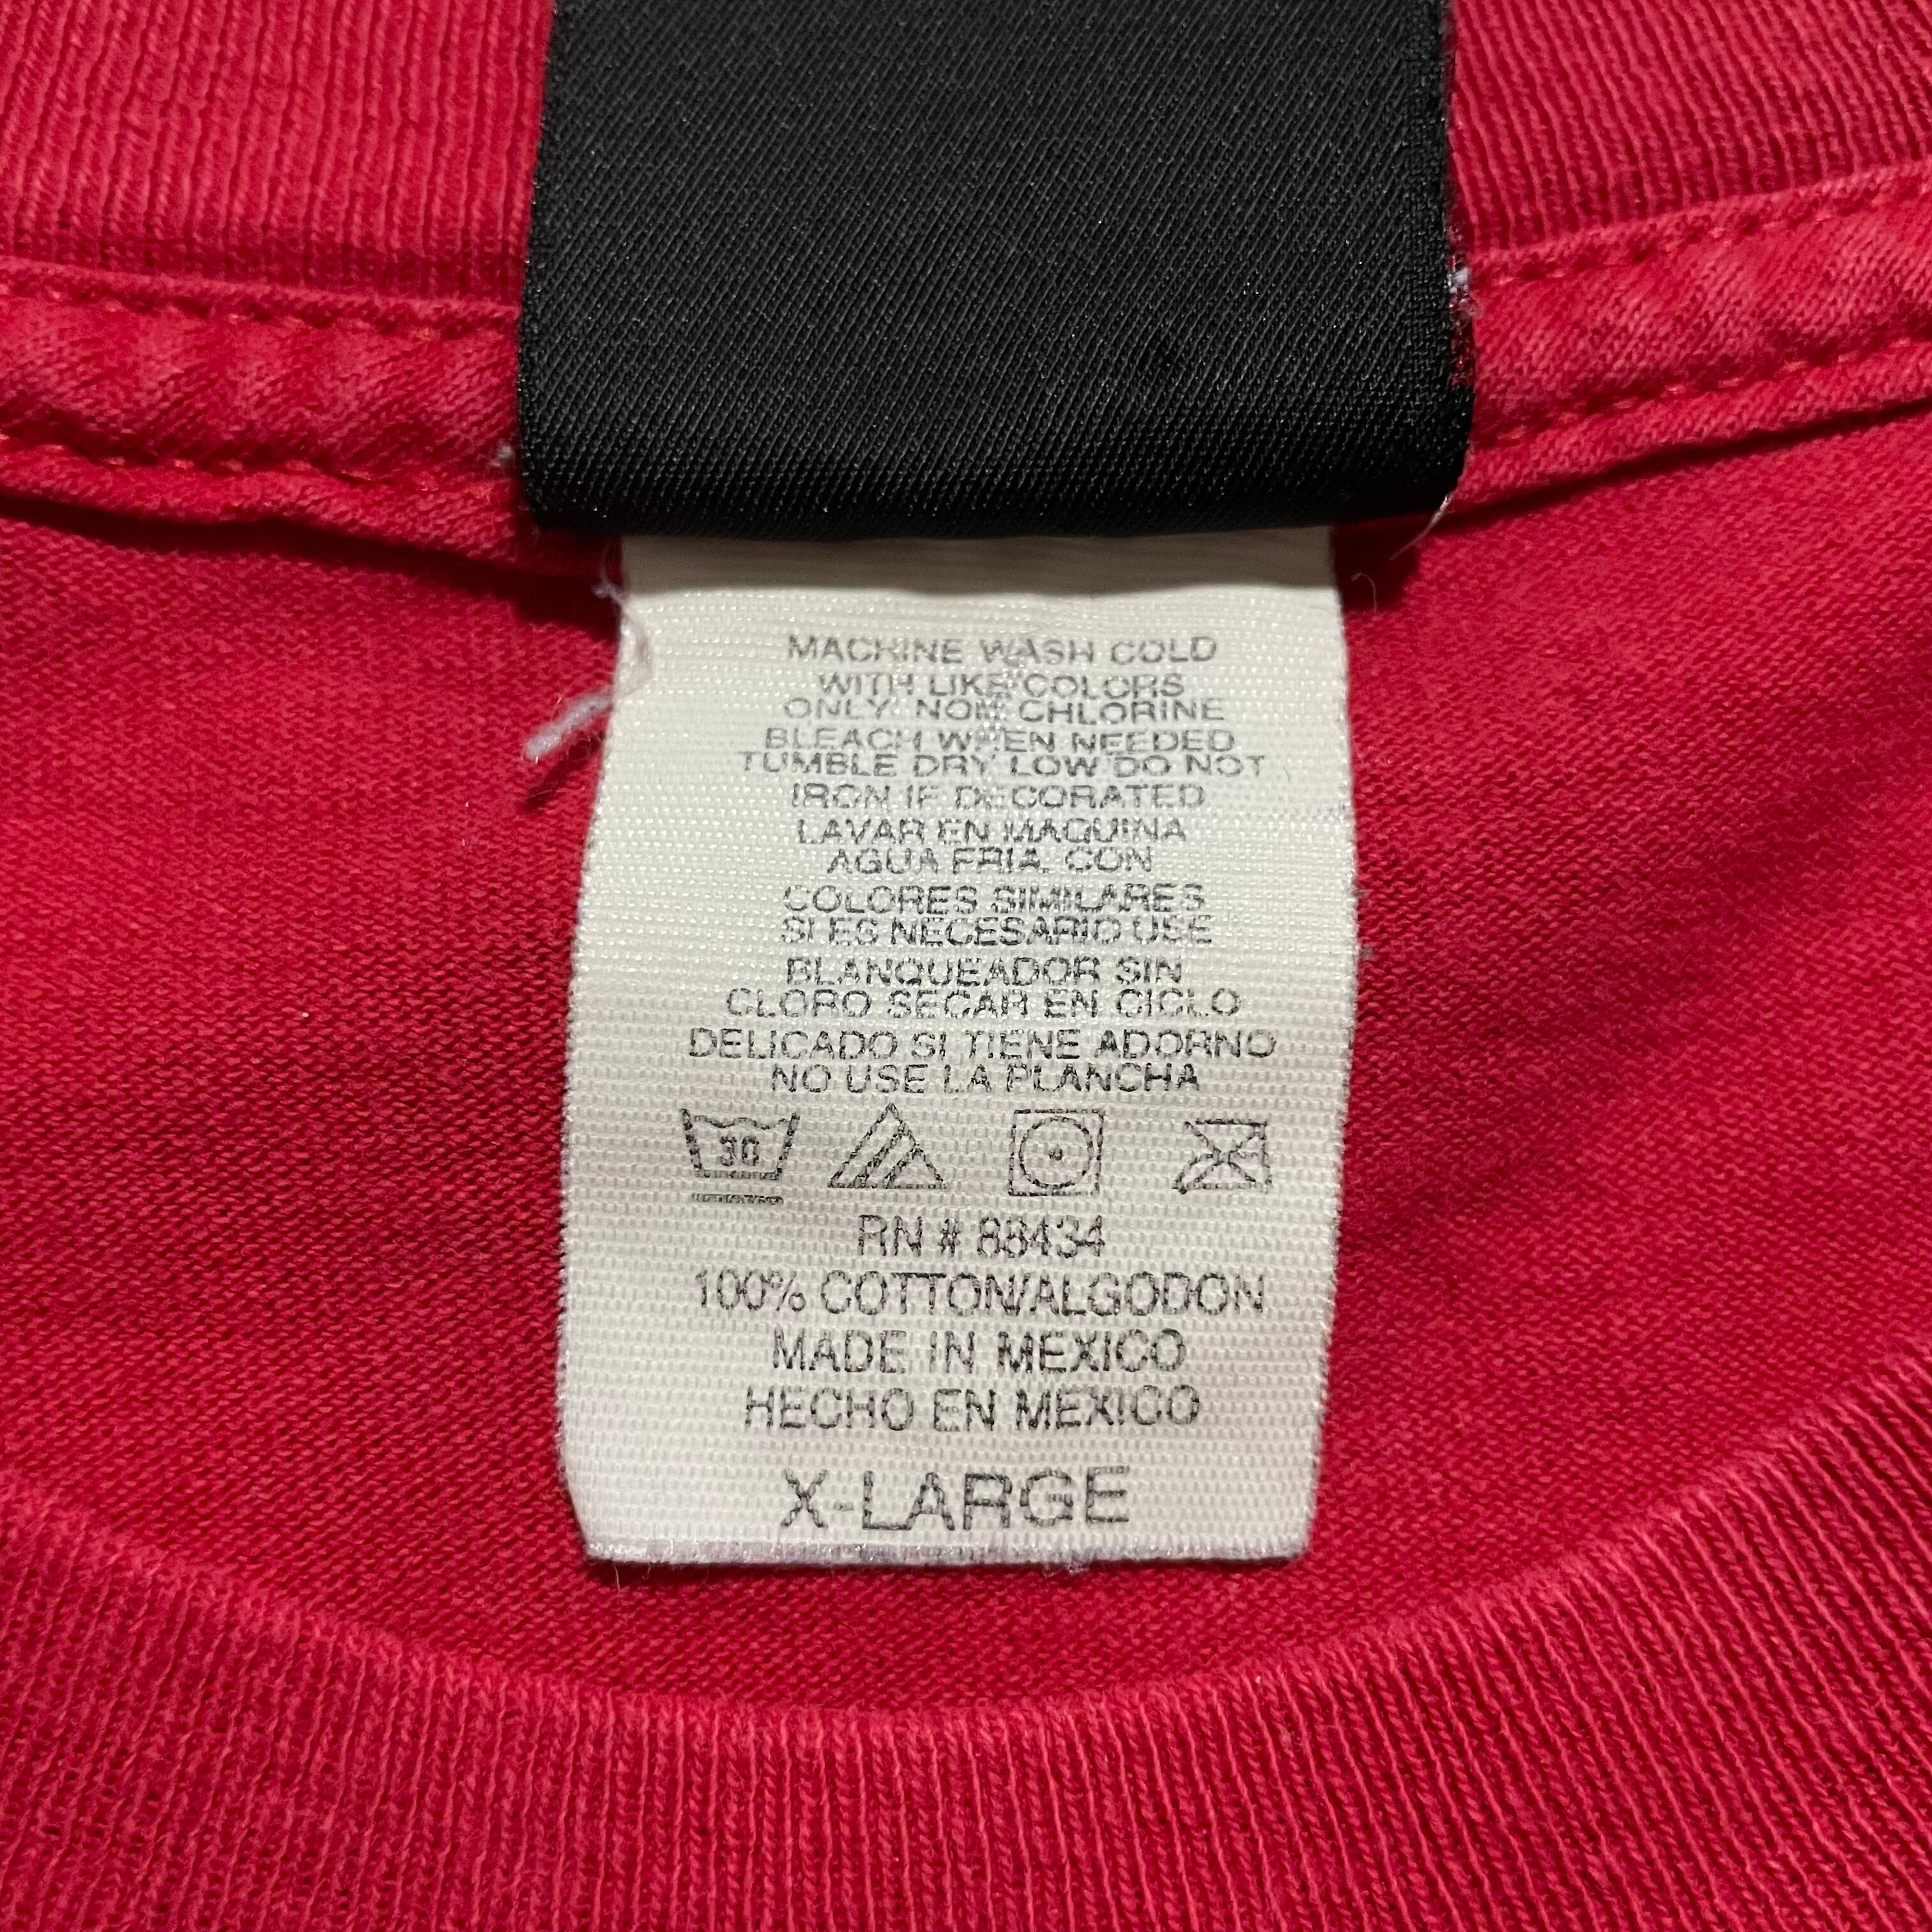 MACHINE WASH COLD
WITH LIKE COLORS
ONLY. NON CHLORINE
BLEACH WHEN NEEDED
TUMBLE DRY LOW DO NOT
IRON IF DECORATED
LAVAR EN MAQUINA
AGUA FRIA. CON
COLORES SIMILARES
SI ES NECESARIO USE
BLANQUEADOR SIN
CLORO SECAR EN CICLO
DELICADO SI TIENE ADORNO
NO USE LA PLANCHA
30
RN # 88434
100% COTTON/ALGODON
MADE IN MEXICO
HECHO EN MEXICO
X-LARGE